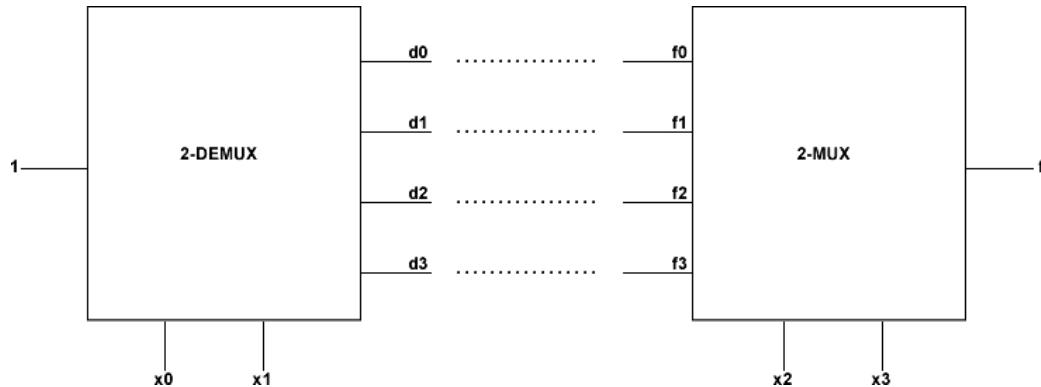 d0 f0
d1 f1
2-DEMUX 2-MUX
1 f
d2 f2
d3 f3
x0 x1 x2 x3